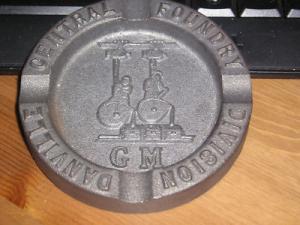 CENTRAL FOUNDRY DIVISION
DANVILLE
GM